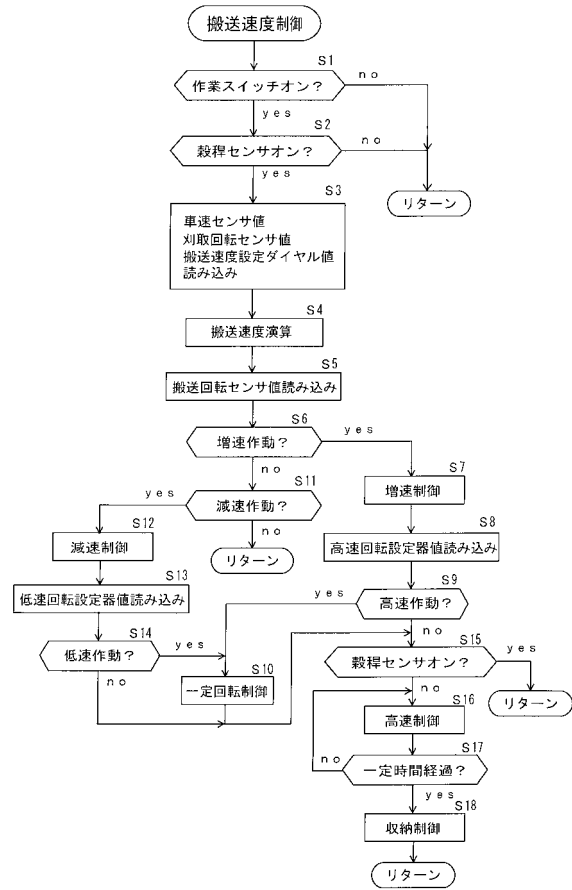 搬送速度制御
S1
作業スイッチオン?
no
yes
S2
穀稈センサオン?
no
yes
リターン
S3
車速センサ値
刈取回転センサ値
搬送速度設定ダイヤル値
読み込み
S4
搬送速度演算
S5
搬送回転センサ値読み込み
S6
増速作動?
yes
no
S7
増速制御
S11
減速作動?
yes
no
リターン
S8
高速回転設定器値読み込み
S12
減速制御
S13
低速回転設定器値読み込み
S9
高速作動?
yes
no
S14
低速作動?
yes
no
S10
一定回転制御
S15
穀稈センサオン?
yes
no
リターン
S16
高速制御
S17
一定時間経過?
no
yes
S18
収納制御
リターン